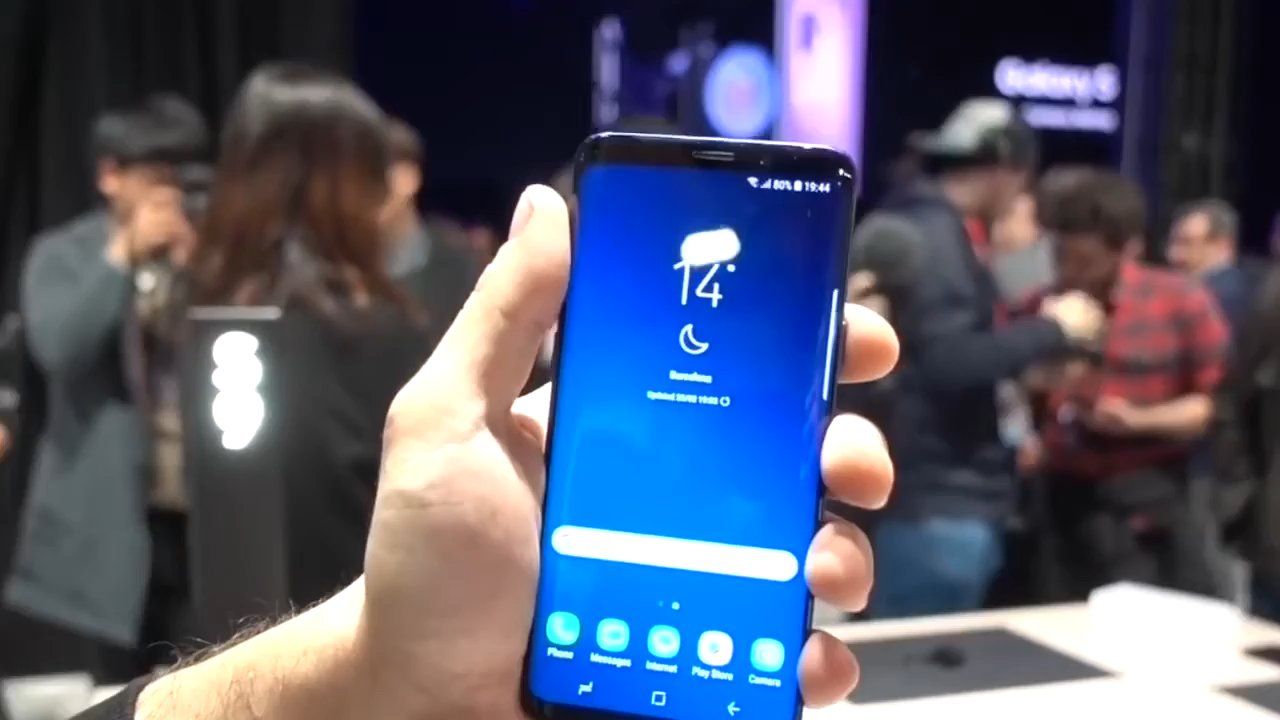 Galaxy S
80% 19:44
14°
Barcelona
Phone
Messages
Internet
Play Store
Camera